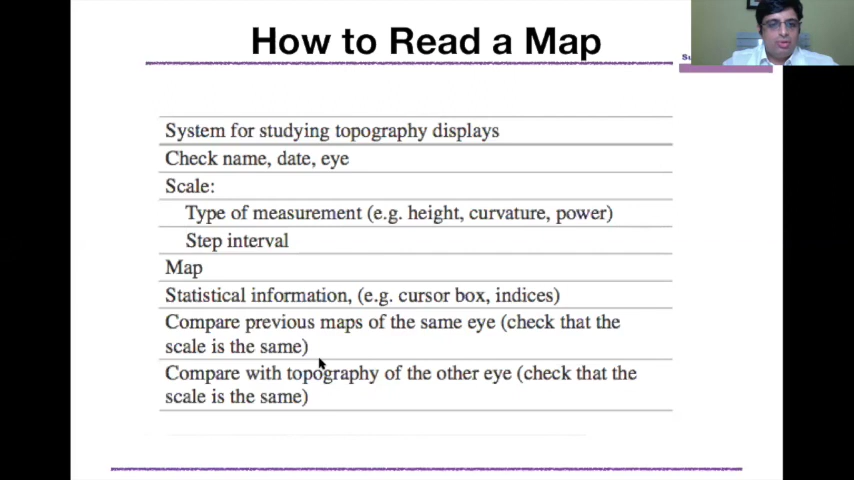 How to Read a Map
System for studying topography displays
Check name, date, eye
Scale:
Type of measurement (e.g. height, curvature, power)
Step interval
Map
Statistical information, (e.g. cursor box, indices)
Compare previous maps of the same eye (check that the
scale is the same)
Compare with topography of the other eye (check that the
scale is the same)